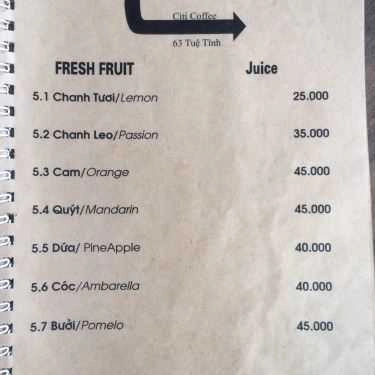 Citi Coffee
63 Tuệ Tĩnh
FRESH FRUIT Juice
5.1 Chanh Tươi/Lemon 25.000
5.2 Chanh Leo/Passion 35.000
5.3 Cam/Orange 45.000
5.4 Quýt/Mandarin 45.000
5.5 Dứa/ PineApple 40.000
5.6 Cóc/Ambarella 40.000
5.7 Bưởi/Pomelo 45.000